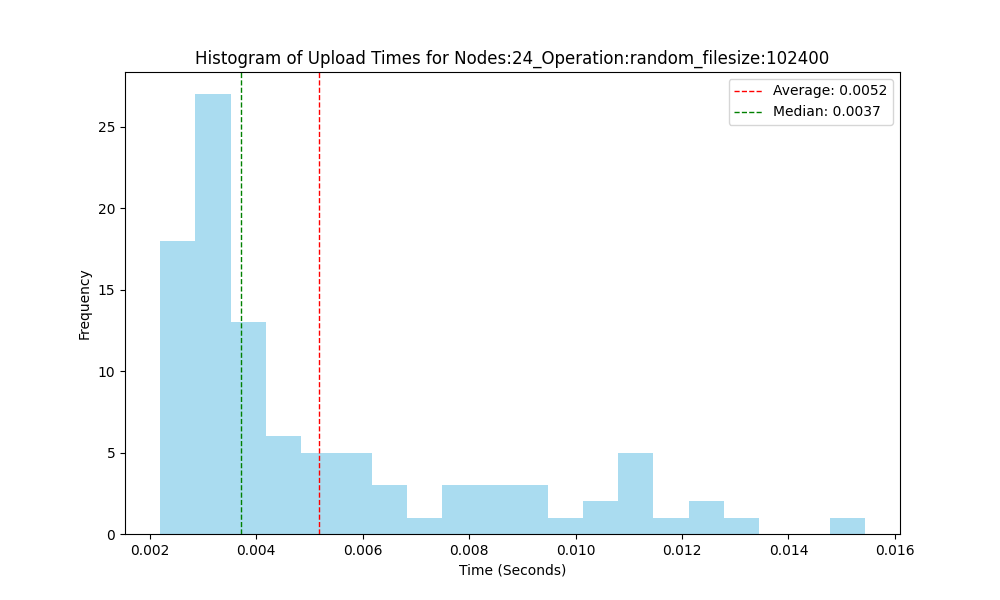 Histogram of Upload Times for Nodes:24_Operation:random_filesize:102400
Average: 0.0052
Median: 0.0037
Frequency
25
20
15
10
5
0
0.002
0.004
0.006
0.008
0.010
0.012
0.014
0.016
Time (Seconds)